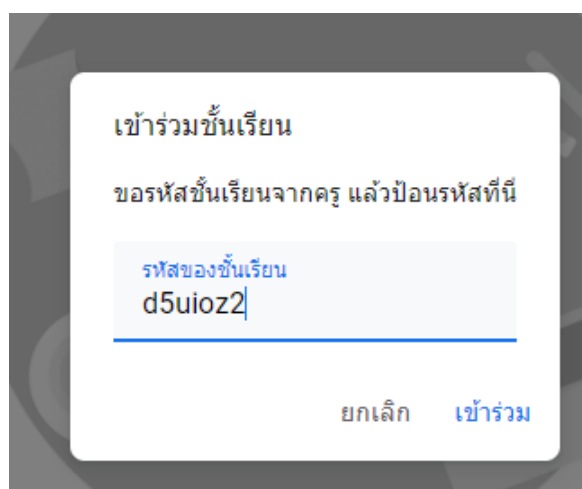 เข้าร่วมชั้นเรียน
ขอรหัสชั้นเรียนจากครู แล้วป้อนรหัสที่นี่
รหัสของชั้นเรียน
d5uioz2
ยกเลิก เข้าร่วม